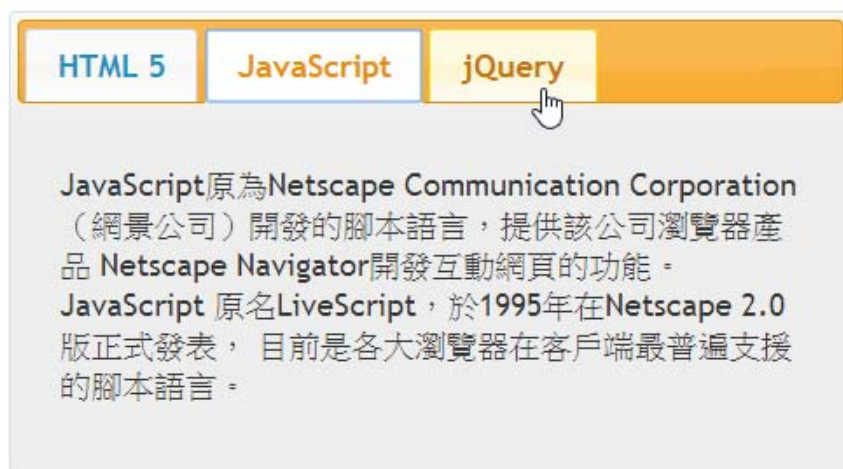 HTML 5 JavaScript jQuery
JavaScript原為Netscape Communication Corporation
（網景公司）開發的腳本語言，提供該公司瀏覽器產
品 Netscape Navigator開發互動網頁的功能。
JavaScript 原名LiveScript，於1995年在Netscape 2.0
版正式發表， 目前是各大瀏覽器在客戶端最普遍支援
的腳本語言。